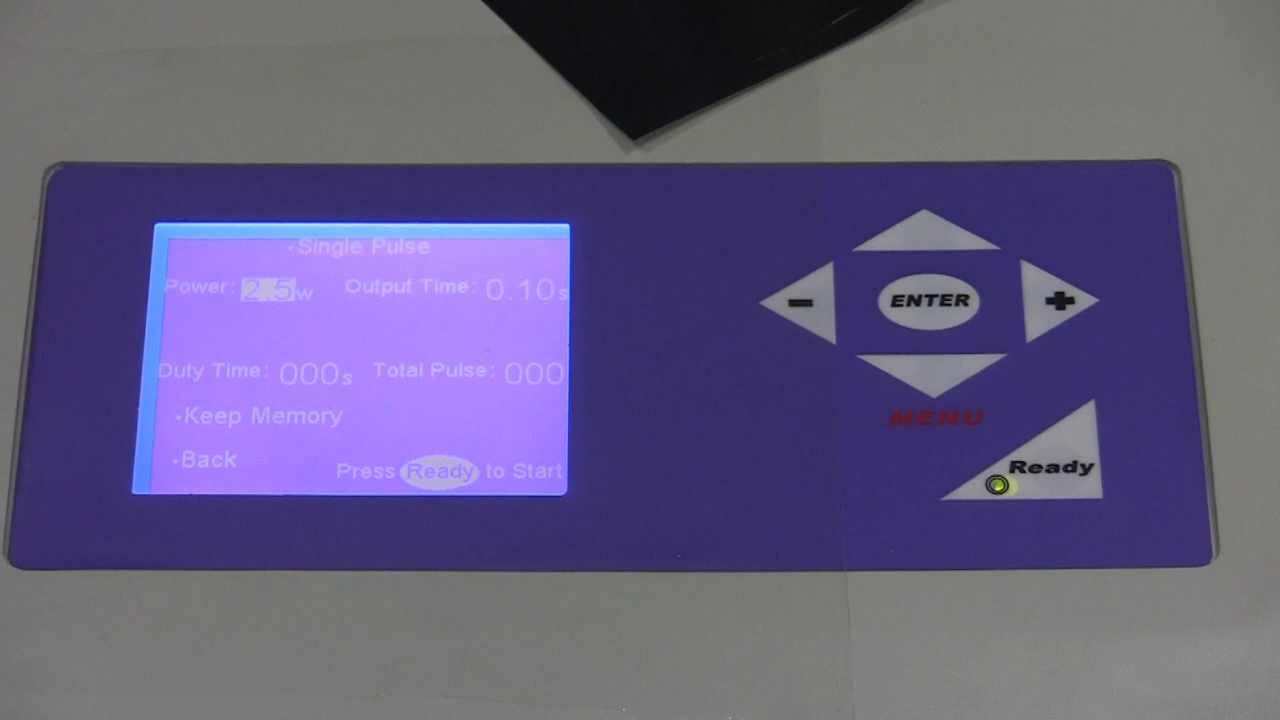 •Single Pulse
Power: 2.5w Output Time: 0.10s
Duty Time: 000s Total Pulse: 000
•Keep Memory
•Back
Press Ready to Start
- ENTER +
MENU
Ready